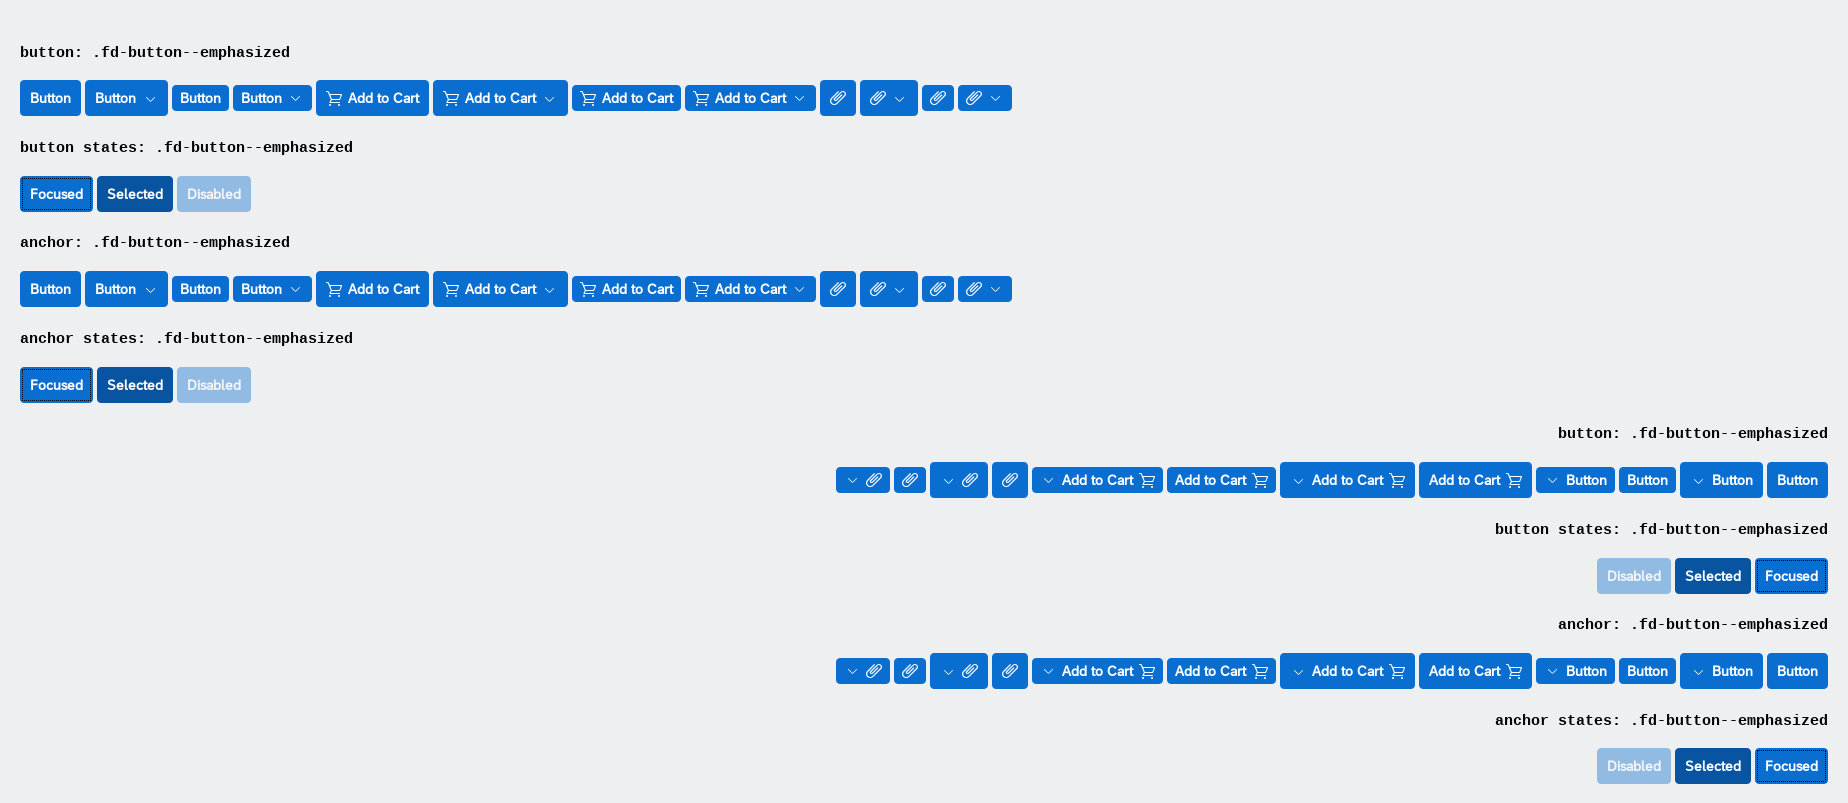 button: .fd-button--emphasized
Button Button Button Button Add to Cart Add to Cart Add to Cart Add to Cart
button states: .fd-button--emphasized
Focused Selected Disabled
anchor: .fd-button--emphasized
Button Button Button Button Add to Cart Add to Cart Add to Cart Add to Cart
anchor states: .fd-button--emphasized
Focused Selected Disabled
button: .fd-button--emphasized
Add to Cart Add to Cart Add to Cart Add to Cart Button Button Button Button
button states: .fd-button--emphasized
Disabled Selected Focused
anchor: .fd-button--emphasized
Add to Cart Add to Cart Add to Cart Add to Cart Button Button Button Button
anchor states: .fd-button--emphasized
Disabled Selected Focused